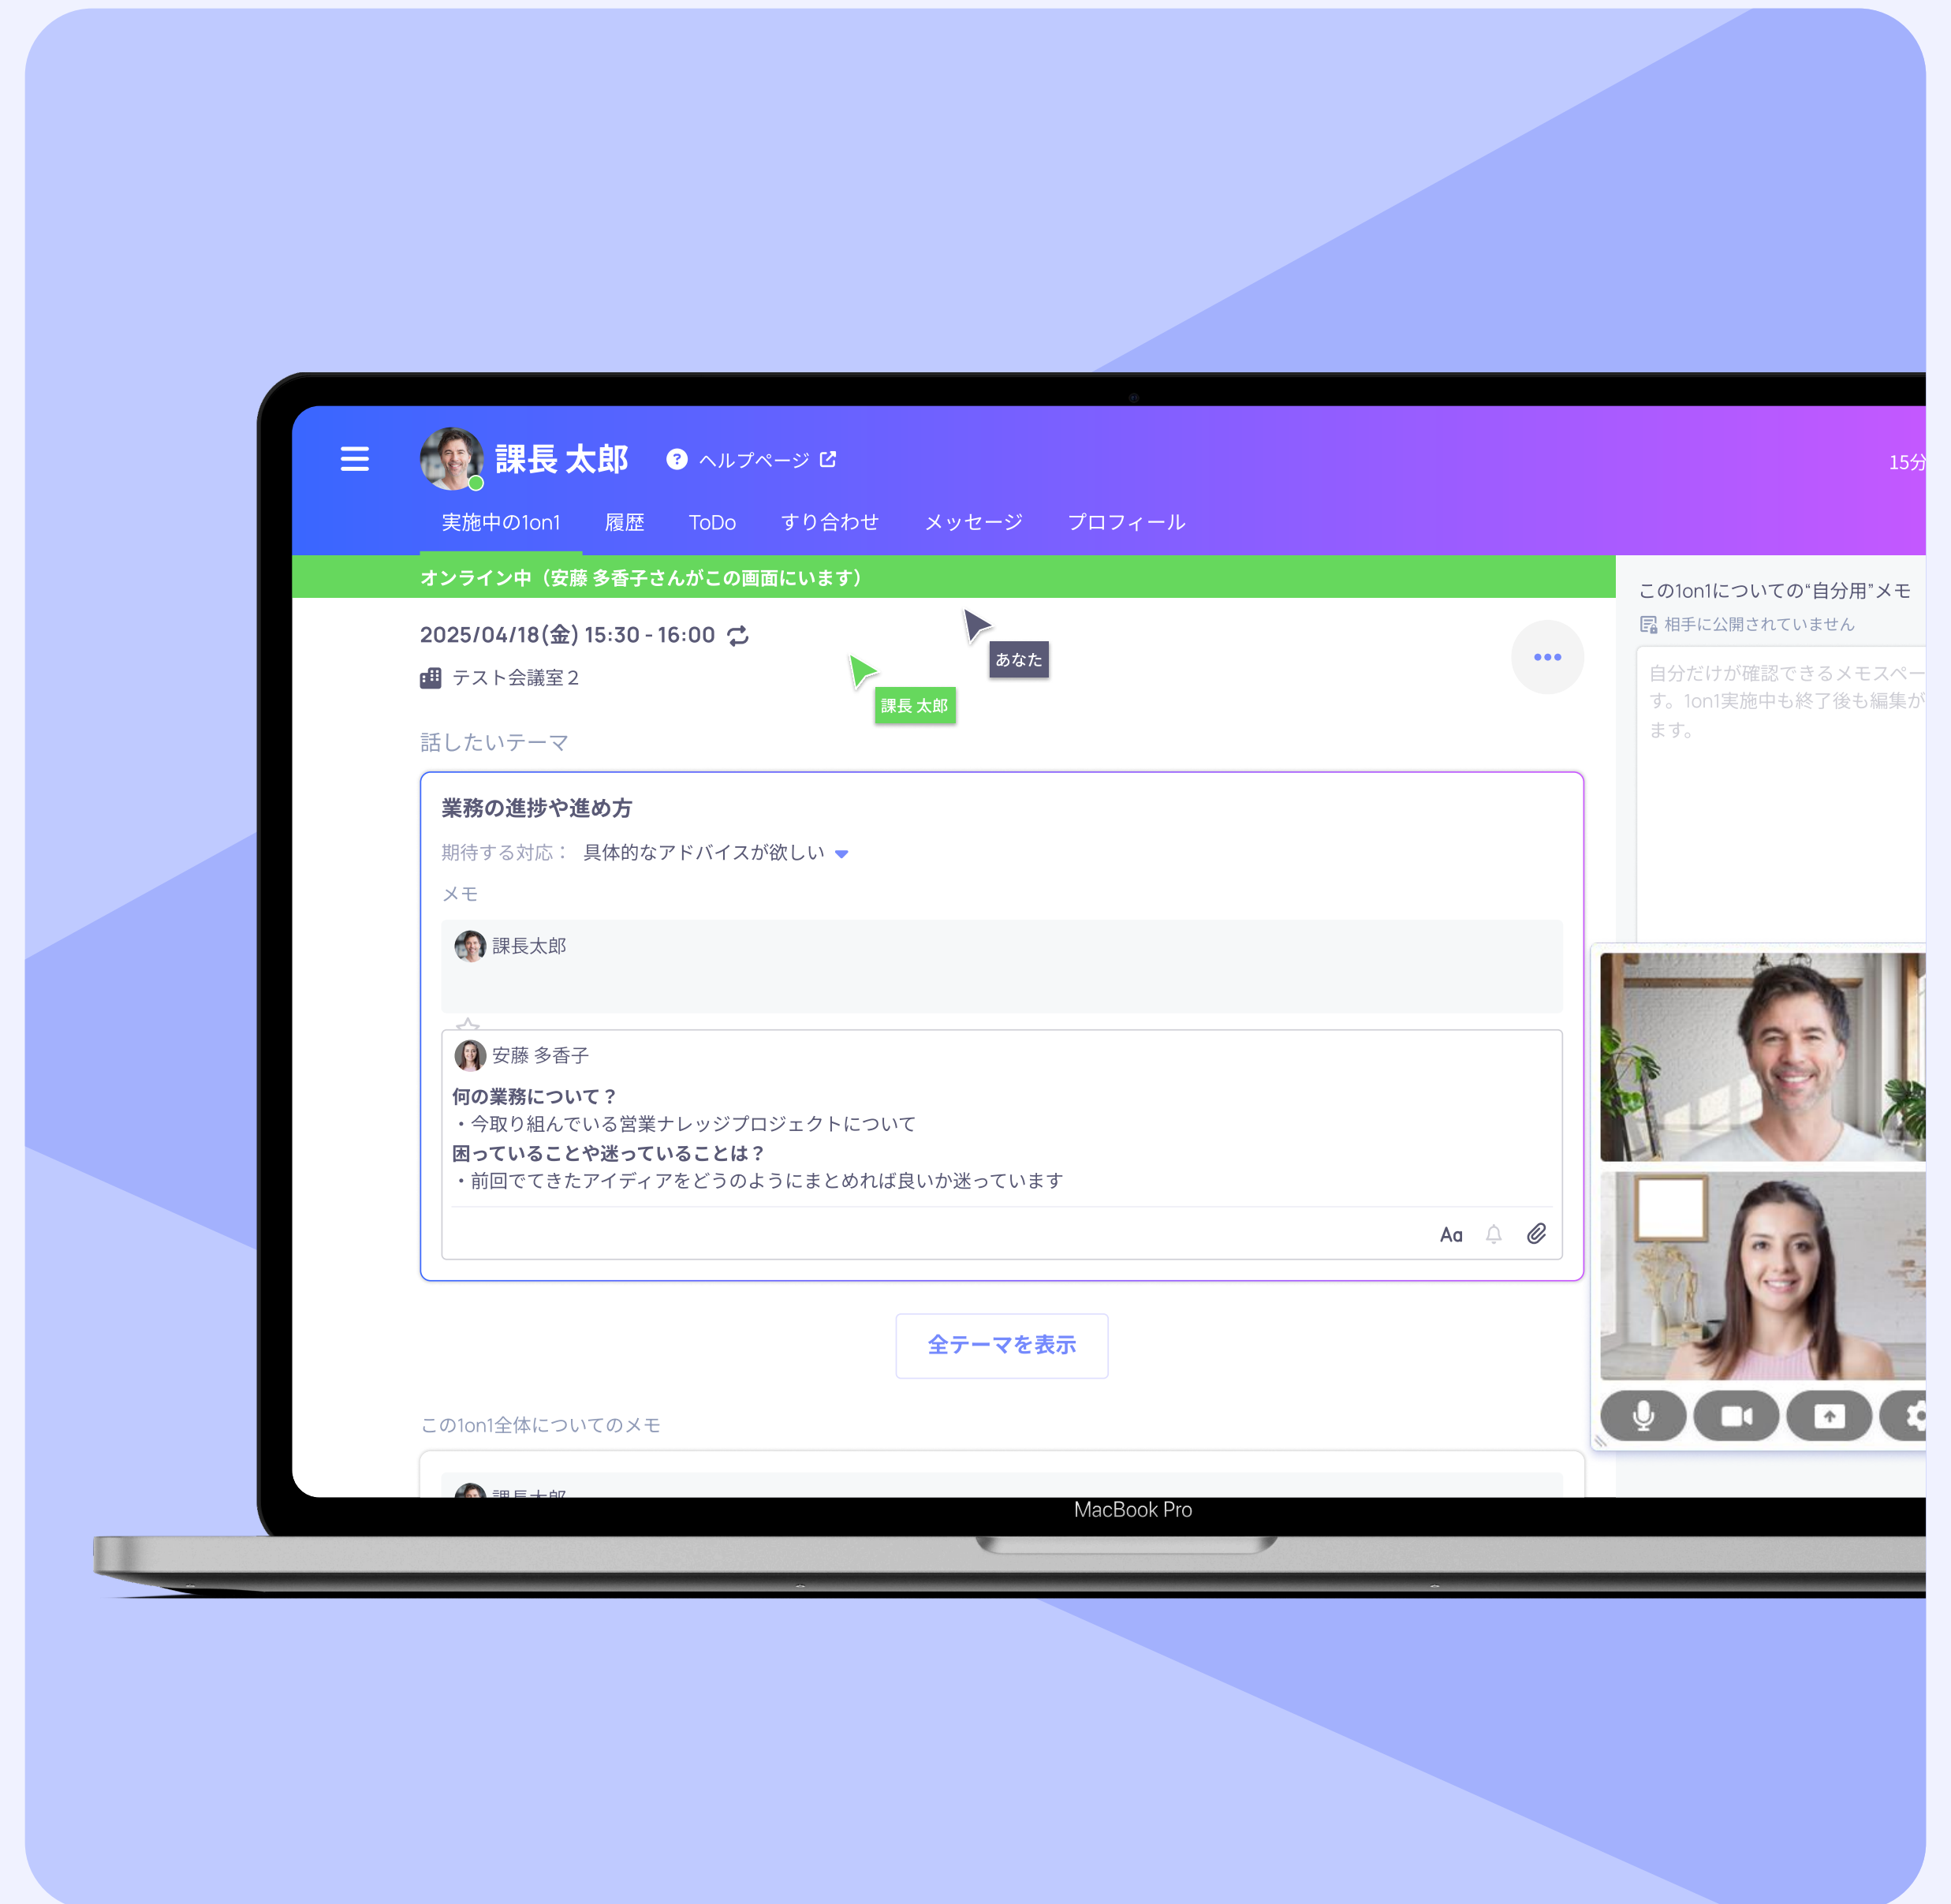 課長 太郎
ヘルプページ
15分
実施中の1on1
履歴
ToDo
すり合わせ
メッセージ
プロフィール
オンライン中（安藤 多香子さんがこの画面にいます）
2025/04/18(金) 15:30 - 16:00
テスト会議室２
あなた
課長 太郎
話したいテーマ
業務の進捗や進め方
期待する対応： 具体的なアドバイスが欲しい
メモ
課長太郎
安藤 多香子
何の業務について？
・今取り組んでいる営業ナレッジプロジェクトについて
困っていることや迷っていることは？
・前回でてきたアイディアをどうのようにまとめれば良いか迷っています
Aa
全テーマを表示
この1on1全体についてのメモ
課長太郎
この1on1についての“自分用”メモ
相手に公開されていません
自分だけが確認できるメモスペー
す。1on1実施中も終了後も編集が
ます。
MacBook Pro